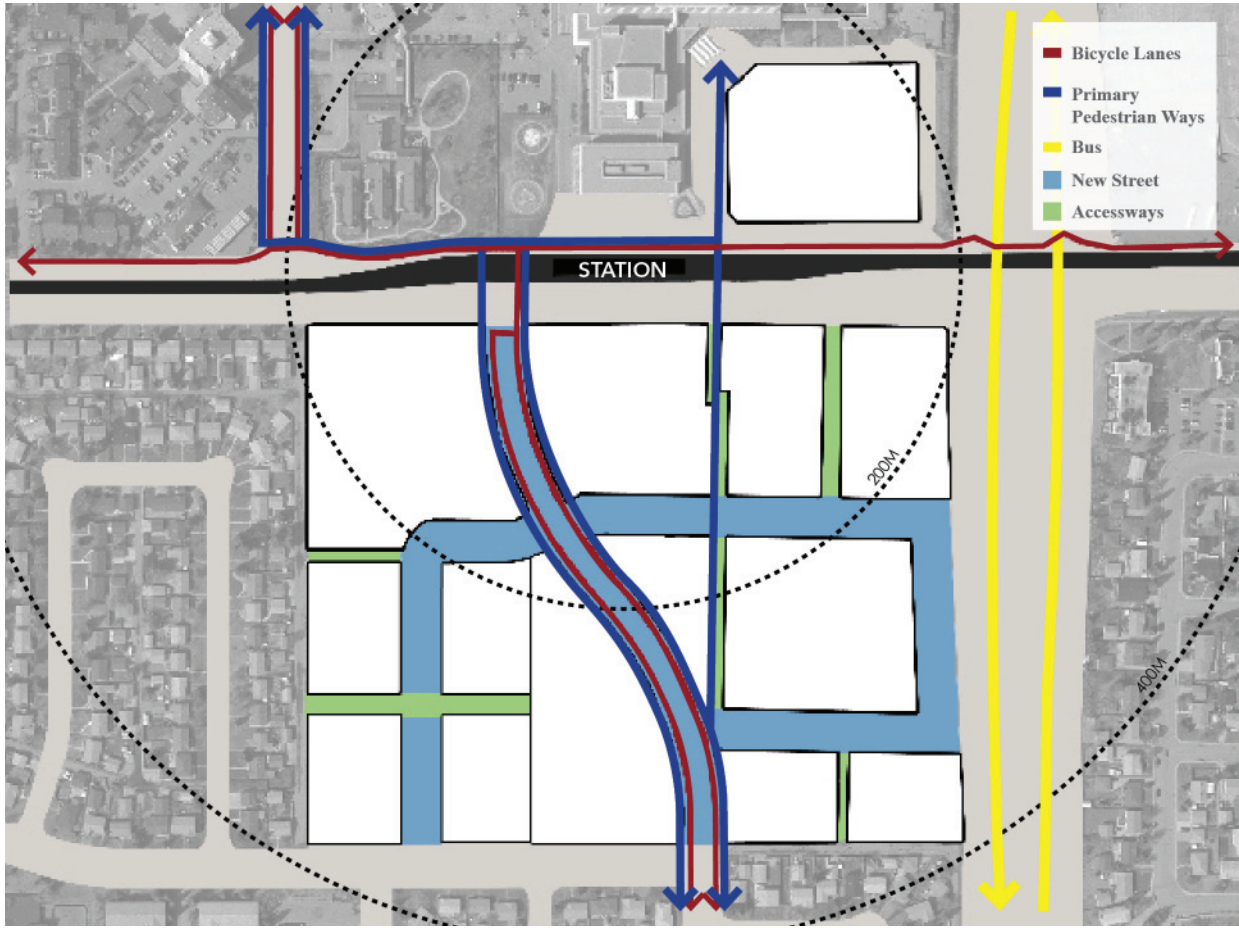 Bicycle Lanes
Primary
Pedestrian Ways
Bus
New Street
Accessways
STATION
200M
400M